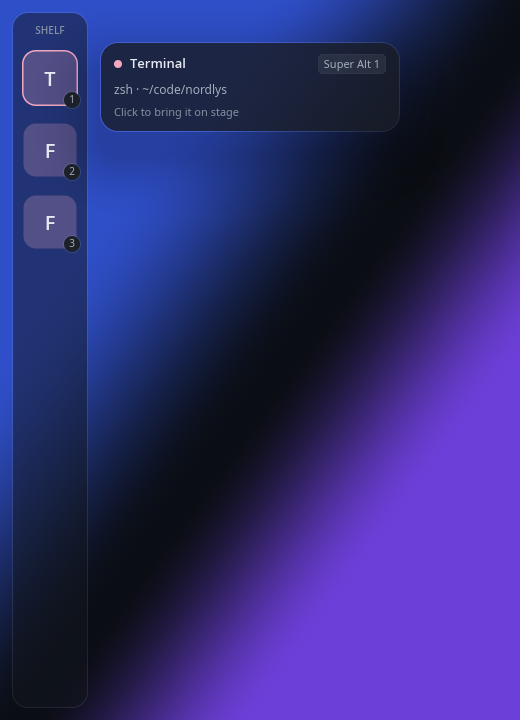 SHELF
T
1
F
2
F
3
Terminal
Super Alt 1
zsh · ~/code/nordlys
Click to bring it on stage